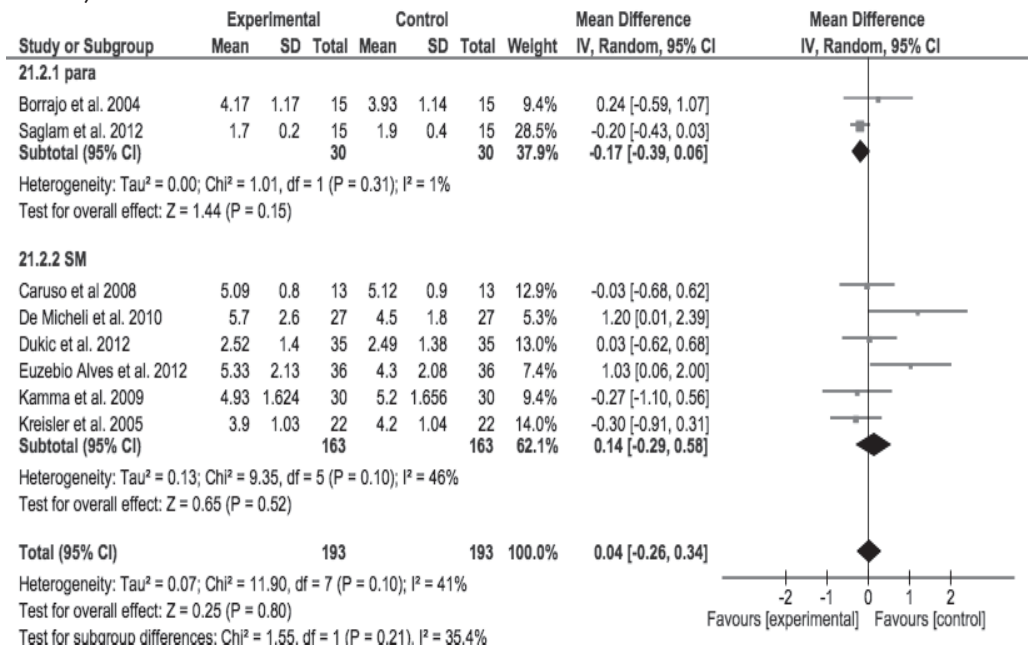 Experimental Control Mean Difference Mean Difference
Study or Subgroup Mean SD Total Mean SD Total Weight IV, Random, 95% CI IV, Random, 95% CI
21.2.1 para
Borrajo et al. 2004 4.17 1.17 15 3.93 1.14 15 9.4% 0.24 [-0.59, 1.07]
Saglam et al. 2012 1.7 0.2 15 1.9 0.4 15 28.5% -0.20 [-0.43, 0.03]
Subtotal (95% CI) 30 30 37.9% -0.17 [-0.39, 0.06]
Heterogeneity: Tau² = 0.00; Chi² = 1.01, df = 1 (P = 0.31); I² = 1%
Test for overall effect: Z = 1.44 (P = 0.15)
21.2.2 SM
Caruso et al 2008 5.09 0.8 13 5.12 0.9 13 12.9% -0.03 [-0.68, 0.62]
De Micheli et al. 2010 5.7 2.6 27 4.5 1.8 27 5.3% 1.20 [0.01, 2.39]
Dukic et al. 2012 2.52 1.4 35 2.49 1.38 35 13.0% 0.03 [-0.62, 0.68]
Euzebio Alves et al. 2012 5.33 2.13 36 4.3 2.08 36 7.4% 1.03 [0.06, 2.00]
Kamma et al. 2009 4.93 1.624 30 5.2 1.656 30 9.4% -0.27 [-1.10, 0.56]
Kreisler et al. 2005 3.9 1.03 22 4.2 1.04 22 14.0% -0.30 [-0.91, 0.31]
Subtotal (95% CI) 163 163 62.1% 0.14 [-0.29, 0.58]
Heterogeneity: Tau² = 0.13; Chi² = 9.35, df = 5 (P = 0.10); I² = 46%
Test for overall effect: Z = 0.65 (P = 0.52)
Total (95% CI) 193 193 100.0% 0.04 [-0.26, 0.34]
Heterogeneity: Tau² = 0.07; Chi² = 11.90, df = 7 (P = 0.10); I² = 41%
Test for overall effect: Z = 0.25 (P = 0.80)
Test for subgroup differences: Chi² = 1.55, df = 1 (P = 0.21), I² = 35.4%
-2 -1 0 1 2
Favours [experimental] Favours [control]